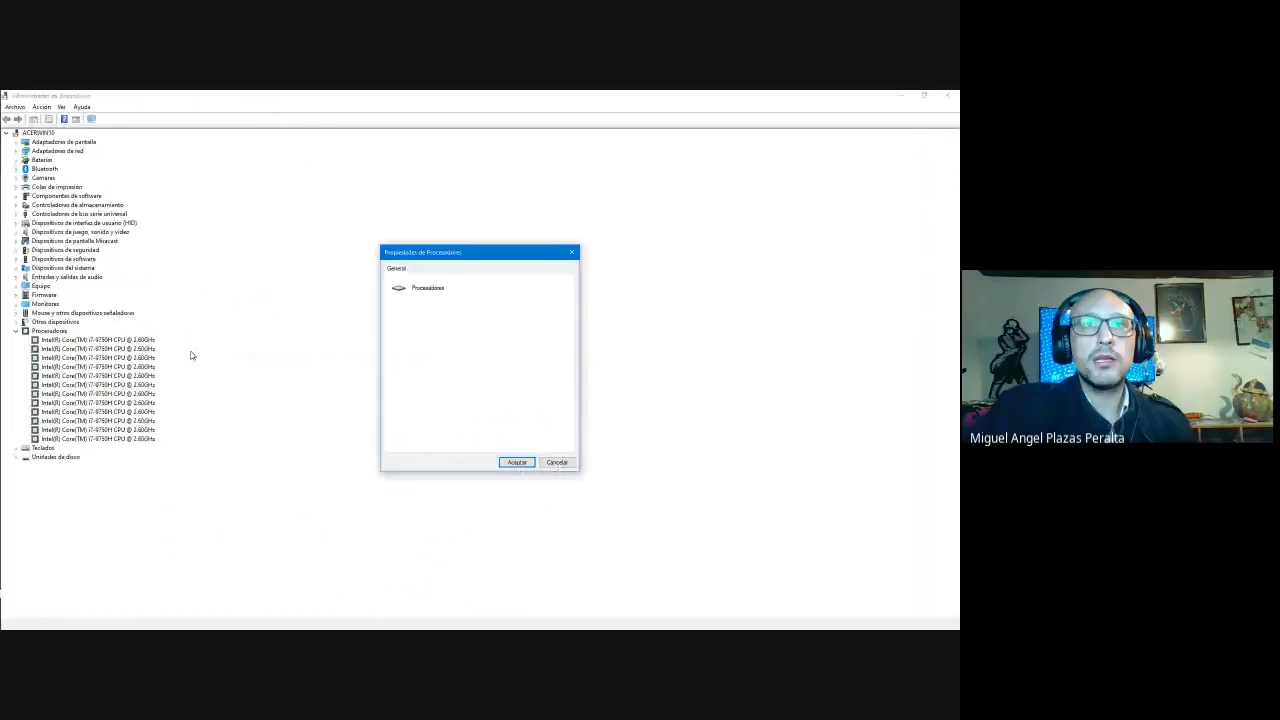 Administrador de dispositivos
Archivo Acción Ver Ayuda
ACERWIN10
Adaptadores de pantalla
Adaptadores de red
Baterías
Bluetooth
Cámaras
Colas de impresión
Componentes de software
Controladoras de almacenamiento
Controladoras de bus serie universal
Dispositivos de interfaz de usuario (HID)
Dispositivos de juego, sonido y vídeo
Dispositivos de pantalla Miracast
Dispositivos de seguridad
Dispositivos de software
Dispositivos del sistema
Entradas y salidas de audio
Equipo
Firmware
Monitores
Mouse y otros dispositivos señaladores
Otros dispositivos
Procesadores
Intel(R) Core(TM) i7-9750H CPU @ 2.60GHz
Intel(R) Core(TM) i7-9750H CPU @ 2.60GHz
Intel(R) Core(TM) i7-9750H CPU @ 2.60GHz
Intel(R) Core(TM) i7-9750H CPU @ 2.60GHz
Intel(R) Core(TM) i7-9750H CPU @ 2.60GHz
Intel(R) Core(TM) i7-9750H CPU @ 2.60GHz
Intel(R) Core(TM) i7-9750H CPU @ 2.60GHz
Intel(R) Core(TM) i7-9750H CPU @ 2.60GHz
Intel(R) Core(TM) i7-9750H CPU @ 2.60GHz
Intel(R) Core(TM) i7-9750H CPU @ 2.60GHz
Intel(R) Core(TM) i7-9750H CPU @ 2.60GHz
Intel(R) Core(TM) i7-9750H CPU @ 2.60GHz
Teclados
Unidades de disco
Propiedades de Procesadores
General
Procesadores
Aceptar Cancelar
Miguel Angel Plazas Peralta